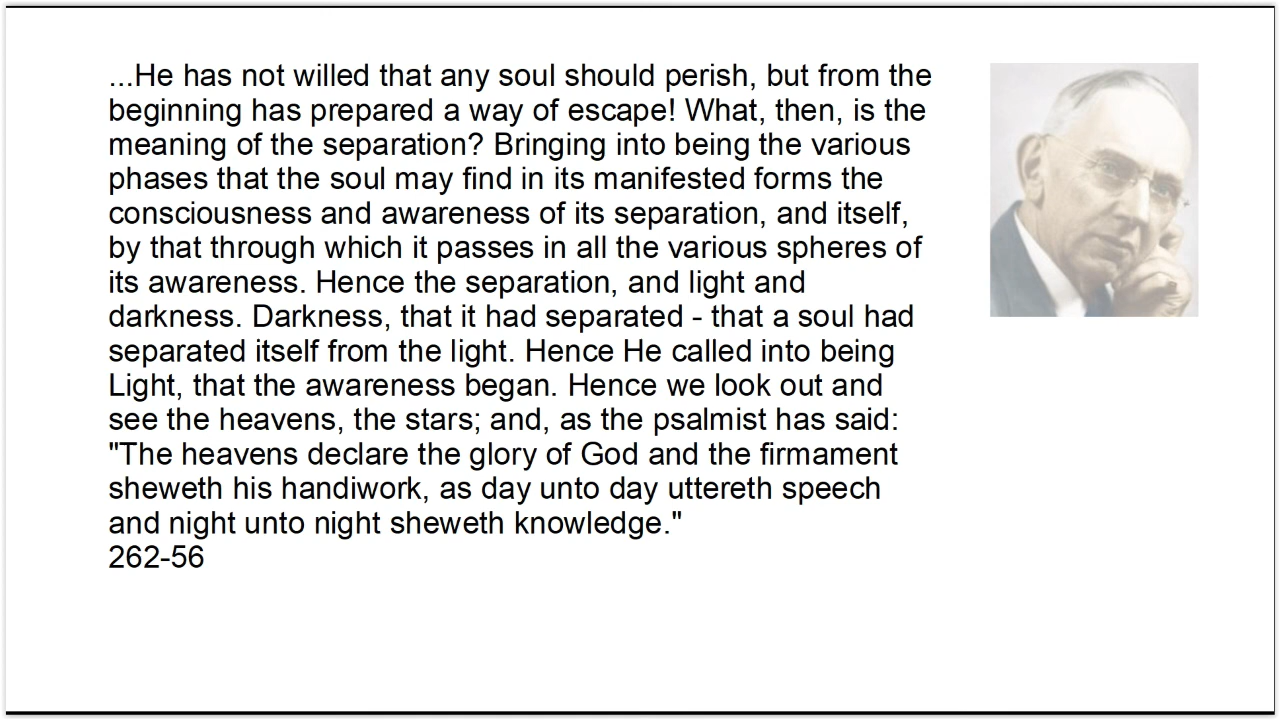 ...He has not willed that any soul should perish, but from the
beginning has prepared a way of escape! What, then, is the
meaning of the separation? Bringing into being the various
phases that the soul may find in its manifested forms the
consciousness and awareness of its separation, and itself,
by that through which it passes in all the various spheres of
its awareness. Hence the separation, and light and
darkness. Darkness, that it had separated - that a soul had
separated itself from the light. Hence He called into being
Light, that the awareness began. Hence we look out and
see the heavens, the stars; and, as the psalmist has said:
"The heavens declare the glory of God and the firmament
sheweth his handiwork, as day unto day uttereth speech
and night unto night sheweth knowledge."
262-56